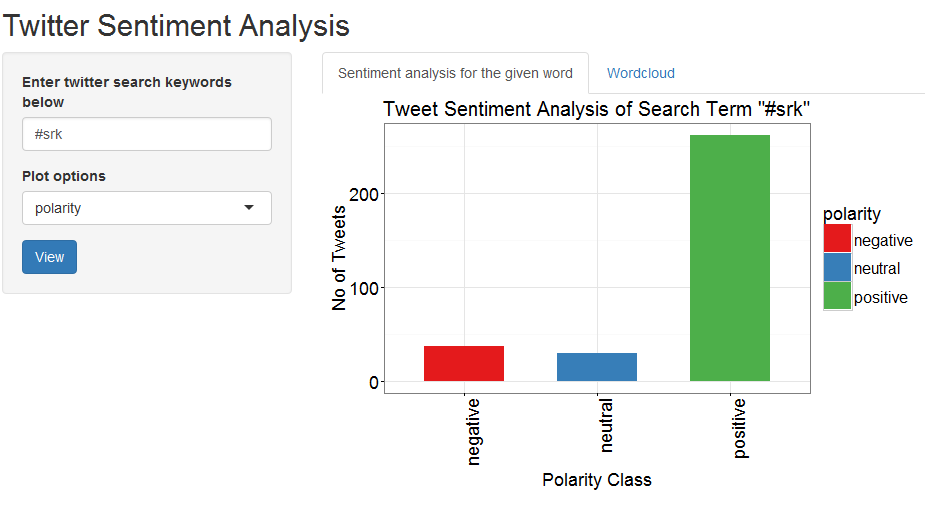 Twitter Sentiment Analysis
Enter twitter search keywords
below
#srk
Plot options
polarity
View
Sentiment analysis for the given word
Wordcloud
Tweet Sentiment Analysis of Search Term "#srk"
No of Tweets
200
100
0
negative
neutral
positive
Polarity Class
polarity
negative
neutral
positive